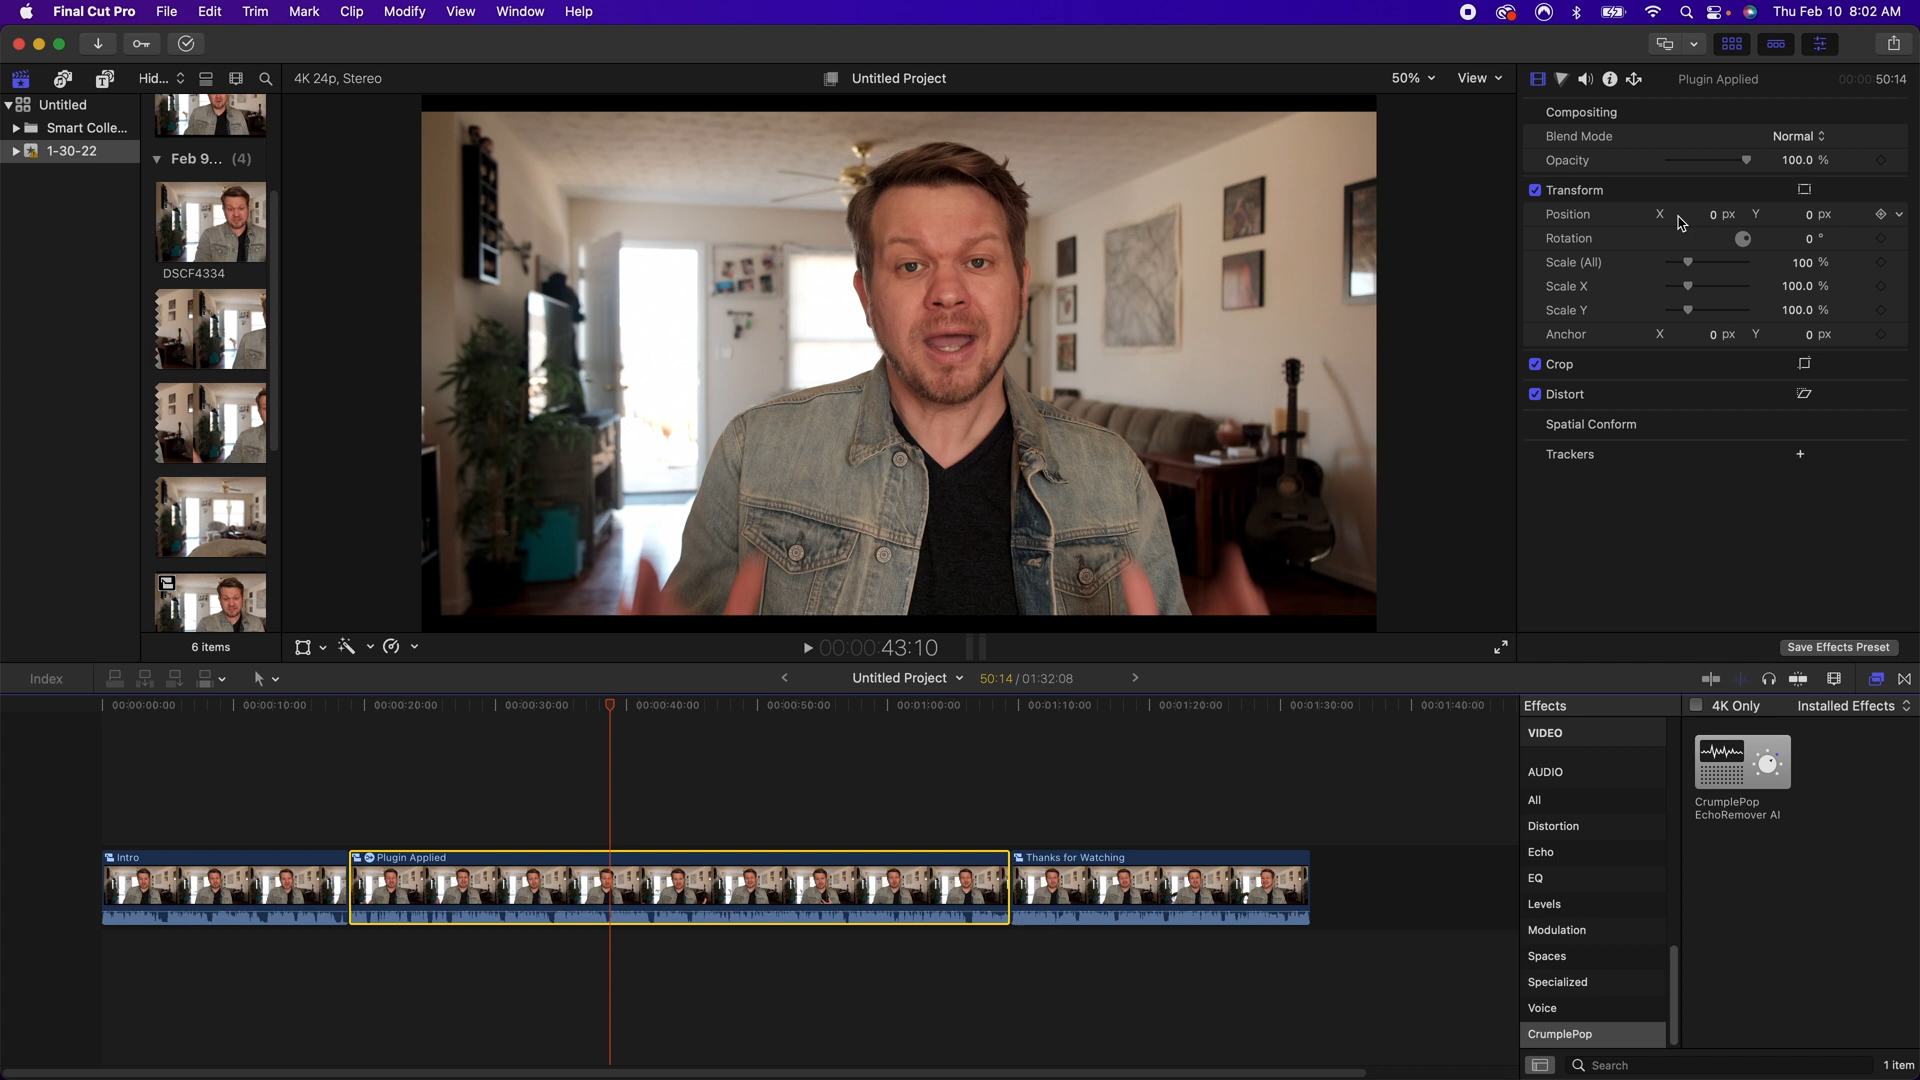 Final Cut Pro File Edit Trim Mark Clip Modify View Window Help Thu Feb 10 8:02 AM
Hid... 4K 24p, Stereo Untitled Project 50% View Plugin Applied 00:00:50:14
Untitled
Smart Colle...
1-30-22
Feb 9... (4)
DSCF4334
6 items
Compositing
Blend Mode Normal
Opacity 100.0 %
Transform
Position X 0 px Y 0 px
Rotation 0 °
Scale (All) 100 %
Scale X 100.0 %
Scale Y 100.0 %
Anchor X 0 px Y 0 px
Crop
Distort
Spatial Conform
Trackers +
00:00:43:10
Save Effects Preset
Index Untitled Project 50:14 / 01:32:08
00:00:00:00 00:00:10:00 00:00:20:00 00:00:30:00 00:00:40:00 00:00:50:00 00:01:00:00 00:01:10:00 00:01:20:00 00:01:30:00 00:01:40:00
Intro Plugin Applied Thanks for Watching
Effects 4K Only Installed Effects
VIDEO
AUDIO
All
Distortion
Echo
EQ
Levels
Modulation
Spaces
Specialized
Voice
CrumplePop
CrumplePop
EchoRemover AI
Search 1 item